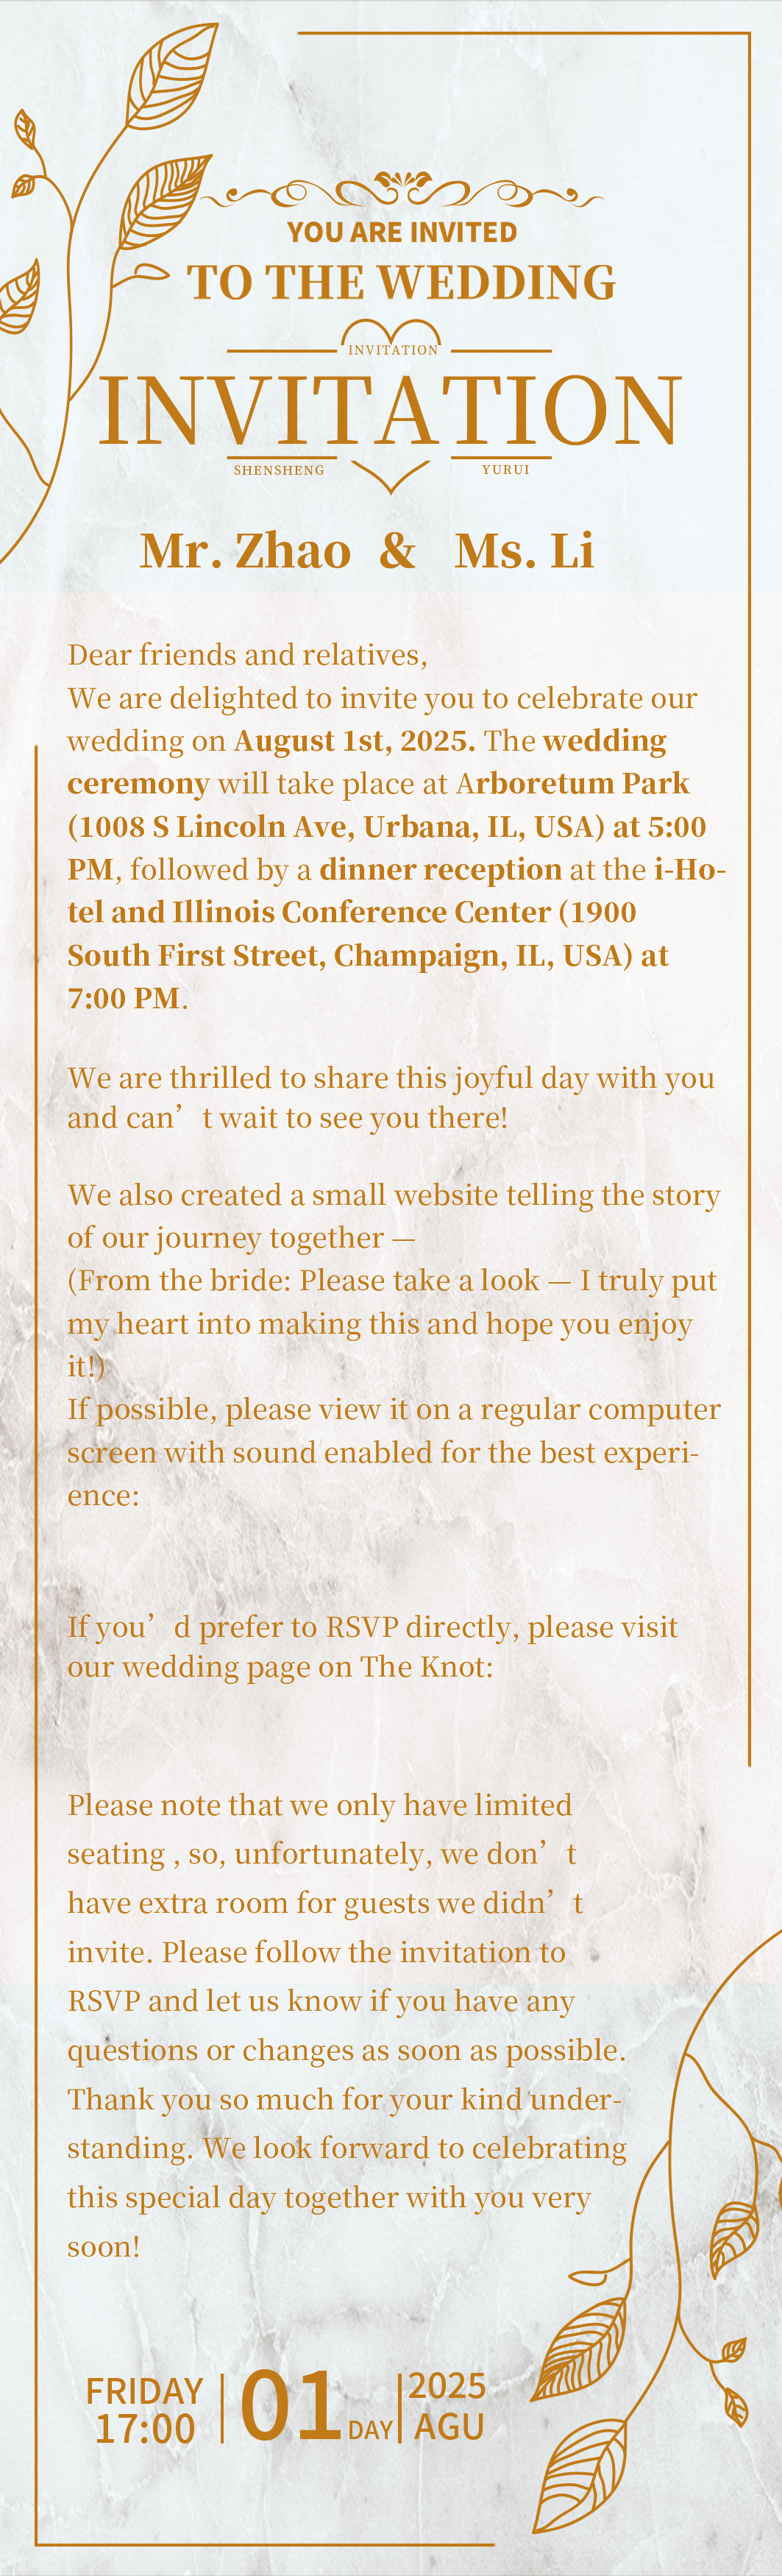 YOU ARE INVITED
TO THE WEDDING
INVITATION
INVITATION
SHENSHENG YURUI
Mr. Zhao & Ms. Li
Dear friends and relatives,
We are delighted to invite you to celebrate our
wedding on August 1st, 2025. The wedding
ceremony will take place at Arboretum Park
(1008 S Lincoln Ave, Urbana, IL, USA) at 5:00
PM, followed by a dinner reception at the i-Ho-
tel and Illinois Conference Center (1900
South First Street, Champaign, IL, USA) at
7:00 PM.
We are thrilled to share this joyful day with you
and can’t wait to see you there!
We also created a small website telling the story
of our journey together —
(From the bride: Please take a look — I truly put
my heart into making this and hope you enjoy
it!)
If possible, please view it on a regular computer
screen with sound enabled for the best experi-
ence:
If you’d prefer to RSVP directly, please visit
our wedding page on The Knot:
Please note that we only have limited
seating , so, unfortunately, we don’t
have extra room for guests we didn’t
invite. Please follow the invitation to
RSVP and let us know if you have any
questions or changes as soon as possible.
Thank you so much for your kind under-
standing. We look forward to celebrating
this special day together with you very
soon!
FRIDAY
17:00
01 DAY
2025
AGU